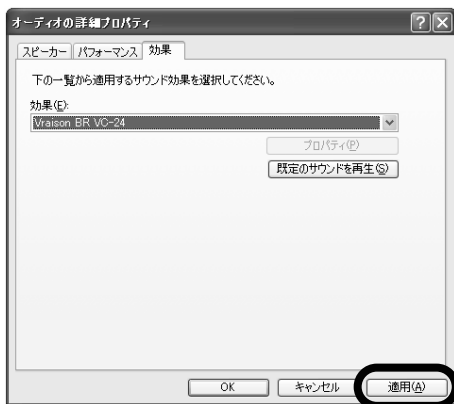 オーディオの詳細プロパティ
スピーカー パフォーマンス 効果
下の一覧から適用するサウンド効果を選択してください。
効果(E):
Vraison BR VC-24
プロパティ(P)
既定のサウンドを再生(S)
OK キャンセル 適用(A)